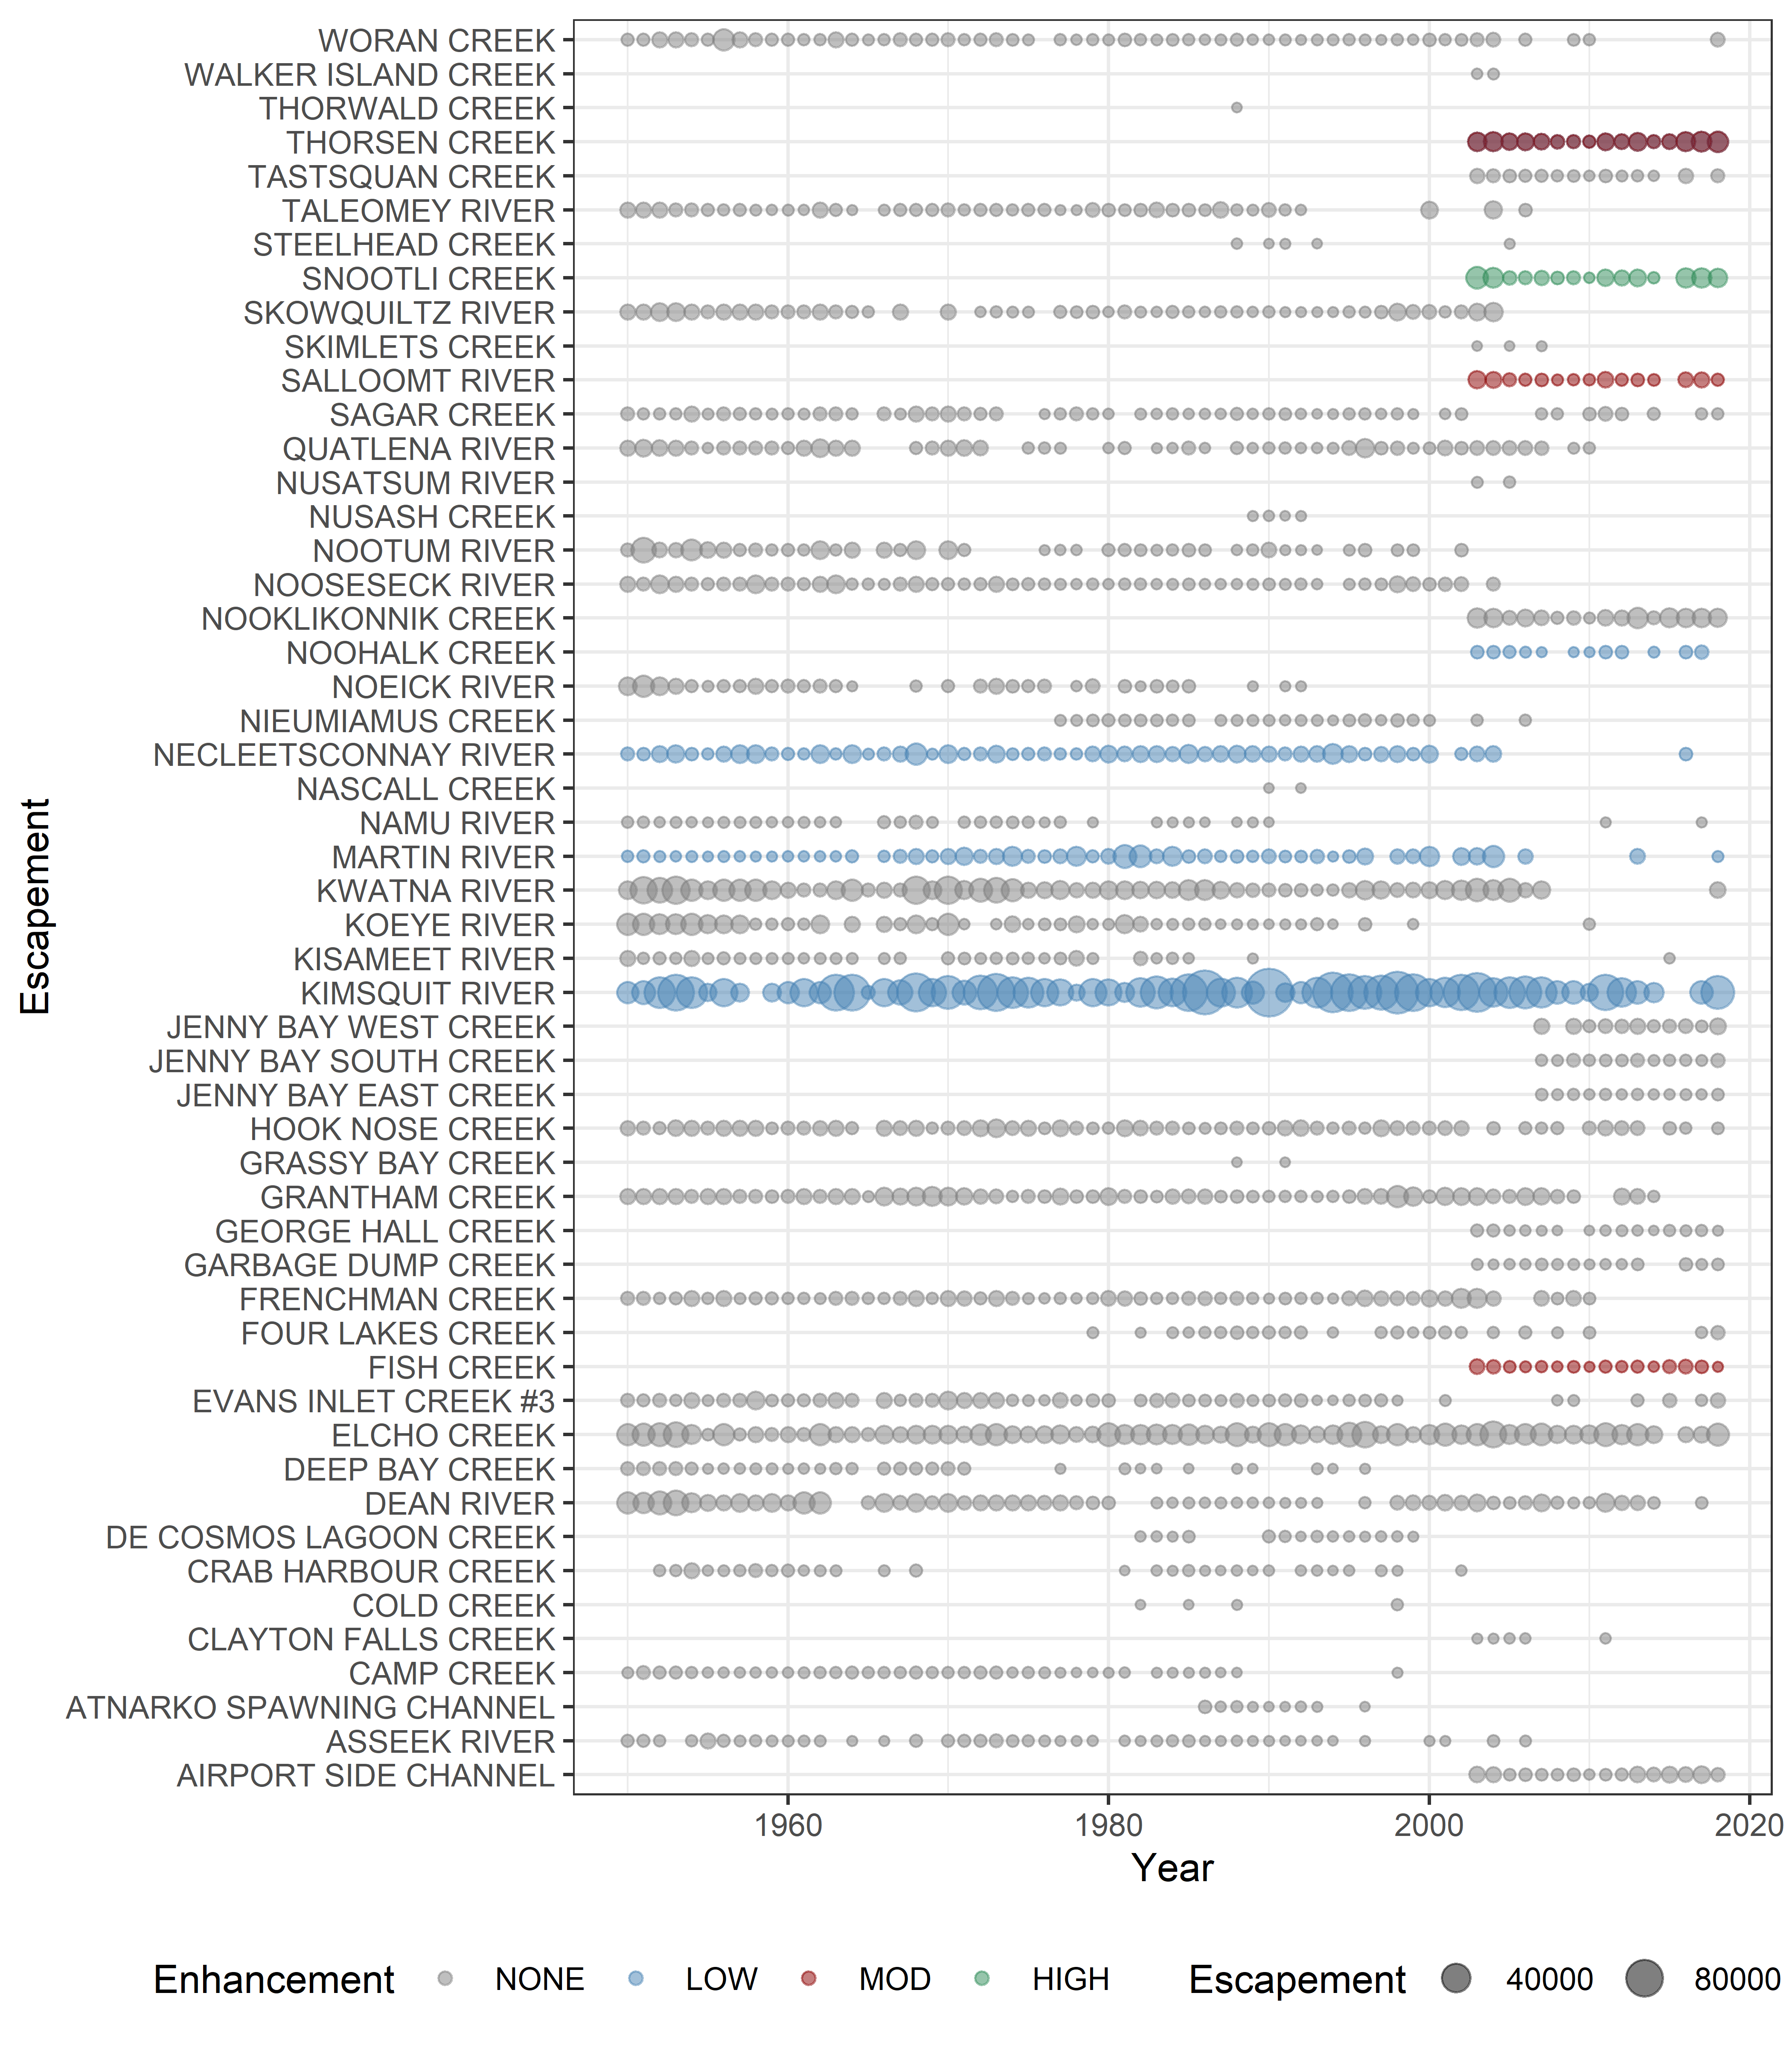 WORAN CREEK
WALKER ISLAND CREEK
THORWALD CREEK
THORSEN CREEK
TASTSQUAN CREEK
TALEOMEY RIVER
STEELHEAD CREEK
SNOOTLI CREEK
SKOWQUILTZ RIVER
SKIMLETS CREEK
SALLOOMT RIVER
SAGAR CREEK
QUATLENA RIVER
NUSATSUM RIVER
NUSASH CREEK
NOOTUM RIVER
NOOSESECK RIVER
NOOKLIKONNIK CREEK
NOOHALK CREEK
NOEICK RIVER
NIEUMIAMUS CREEK
NECLEETSCONNAY RIVER
NASCALL CREEK
NAMU RIVER
MARTIN RIVER
KWATNA RIVER
KOEYE RIVER
KISAMEET RIVER
KIMSQUIT RIVER
JENNY BAY WEST CREEK
JENNY BAY SOUTH CREEK
JENNY BAY EAST CREEK
HOOK NOSE CREEK
GRASSY BAY CREEK
GRANTHAM CREEK
GEORGE HALL CREEK
GARBAGE DUMP CREEK
FRENCHMAN CREEK
FOUR LAKES CREEK
FISH CREEK
EVANS INLET CREEK #3
ELCHO CREEK
DEEP BAY CREEK
DEAN RIVER
DE COSMOS LAGOON CREEK
CRAB HARBOUR CREEK
COLD CREEK
CLAYTON FALLS CREEK
CAMP CREEK
ATNARKO SPAWNING CHANNEL
ASSEEK RIVER
AIRPORT SIDE CHANNEL
Escapement
1960 1980 2000 2020
Year
Enhancement NONE LOW MOD HIGH Escapement 40000 80000